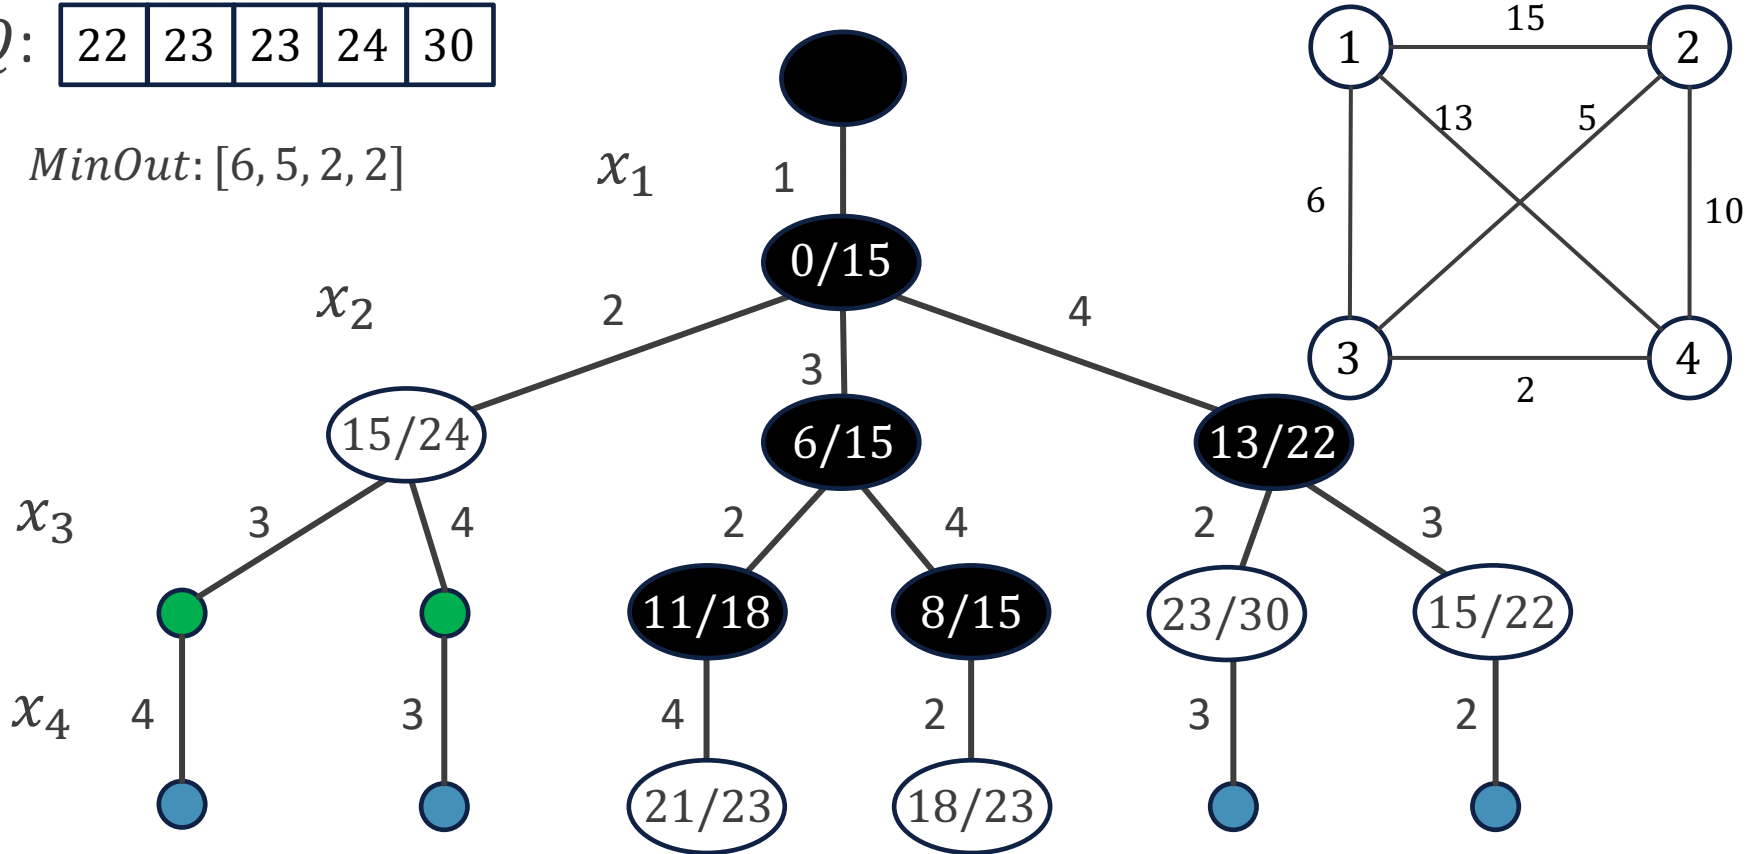 Q: 22 23 23 24 30
MinOut: [6, 5, 2, 2]
1 15 2
13 5
6 10
3 2 4
x₁ 1
0/15
x₂ 2 3 4
15/24 6/15 13/22
x₃ 3 4 2 4 2 3
11/18 8/15 23/30 15/22
x₄ 4 3 4 2 3 2
21/23 18/23